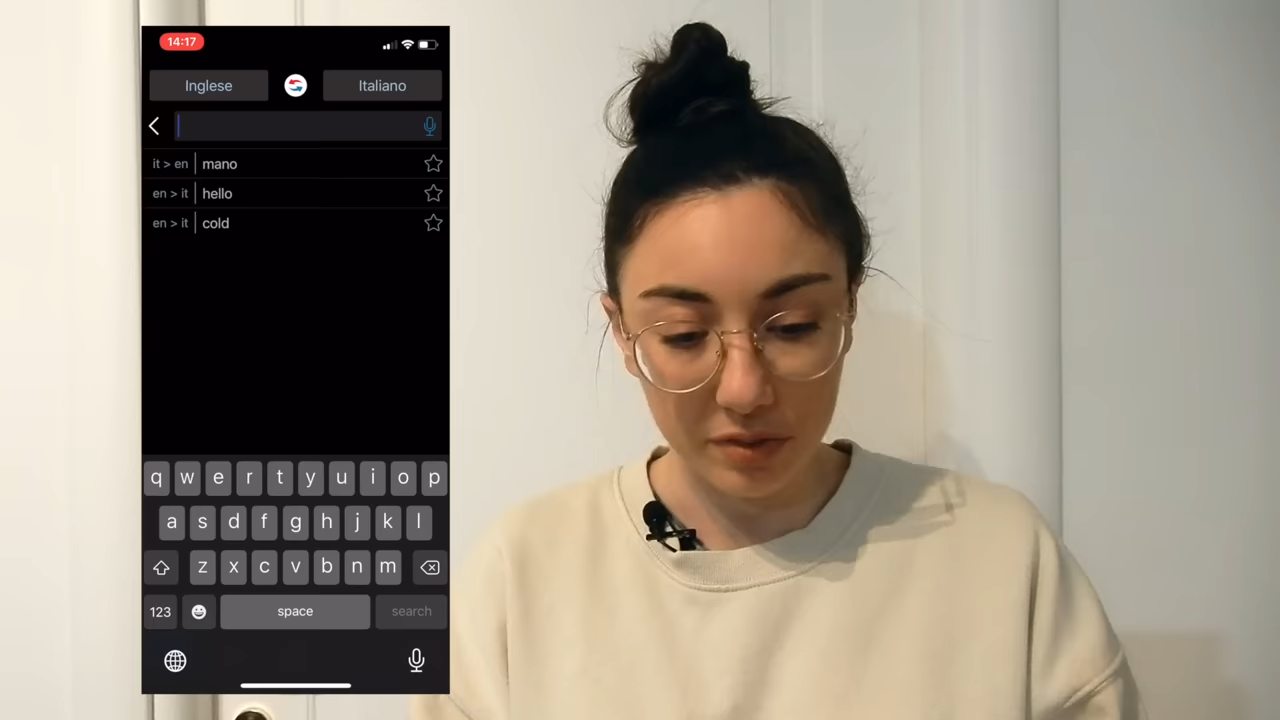 14:17
Inglese Italiano
it > en mano
en > it hello
en > it cold
q w e r t y u i o p
a s d f g h j k l
z x c v b n m
123 space search